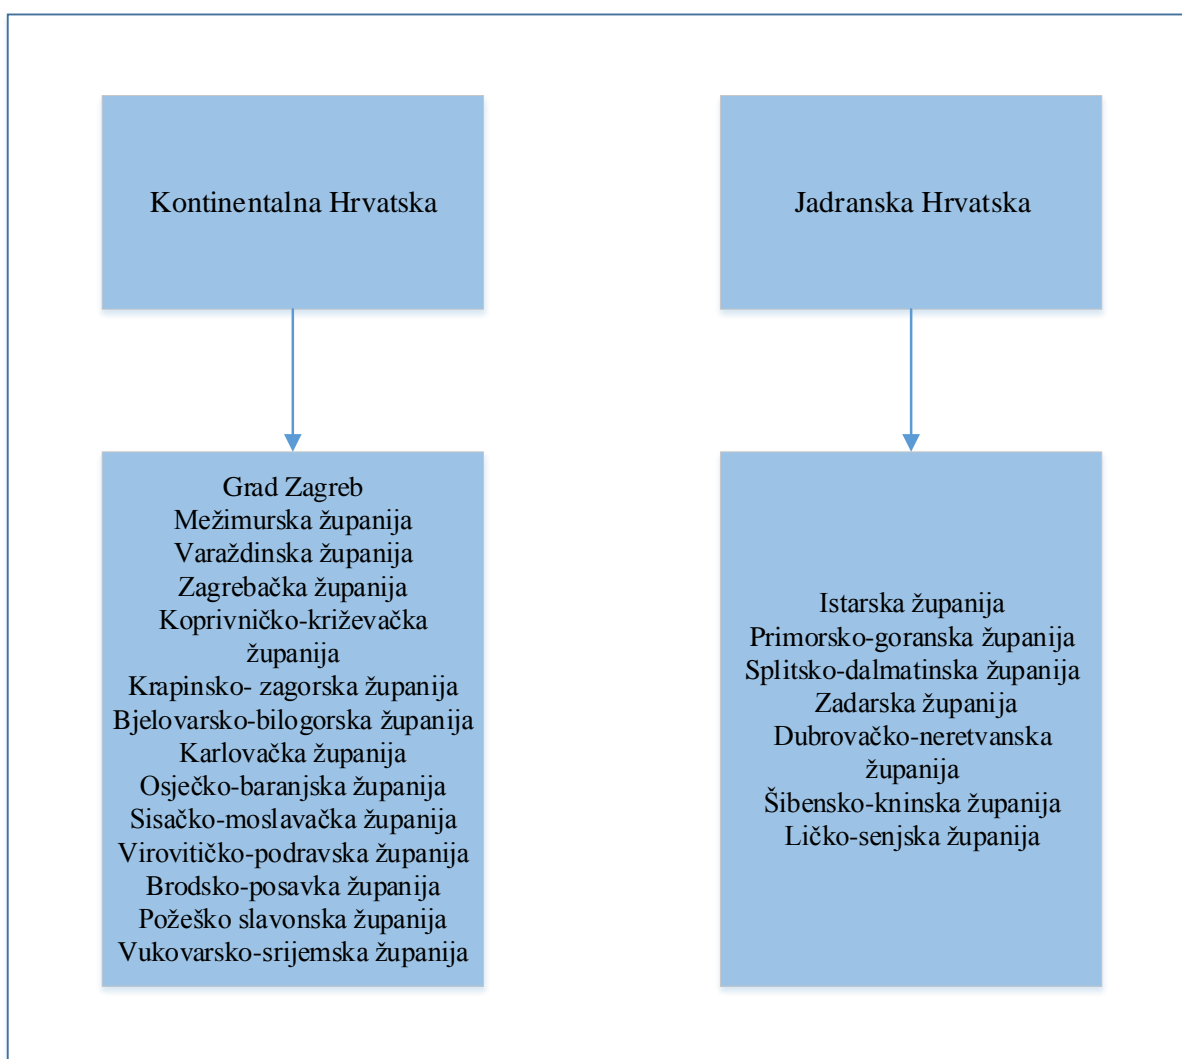 Kontinentalna Hrvatska
Jadranska Hrvatska
Grad Zagreb
Mežimurska županija
Varaždinska županija
Zagrebačka županija
Koprivničko-križevačka
županija
Krapinsko- zagorska županija
Bjelovarsko-bilogorska županija
Karlovačka županija
Osječko-baranjska županija
Sisačko-moslavačka županija
Virovitičko-podravska županija
Brodsko-posavka županija
Požeško slavonska županija
Vukovarsko-srijemska županija
Istarska županija
Primorsko-goranska županija
Splitsko-dalmatinska županija
Zadarska županija
Dubrovačko-neretvanska
županija
Šibensko-kninska županija
Ličko-senjska županija